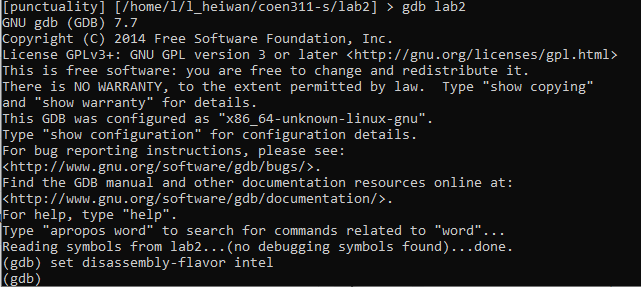 [punctuality] [/home/l/l_heiwan/coen311-s/lab2] > gdb lab2
GNU gdb (GDB) 7.7
Copyright (C) 2014 Free Software Foundation, Inc.
License GPLv3+: GNU GPL version 3 or later <http://gnu.org/licenses/gpl.html>
This is free software: you are free to change and redistribute it.
There is NO WARRANTY, to the extent permitted by law.  Type "show copying"
and "show warranty" for details.
This GDB was configured as "x86_64-unknown-linux-gnu".
Type "show configuration" for configuration details.
For bug reporting instructions, please see:
<http://www.gnu.org/software/gdb/bugs/>.
Find the GDB manual and other documentation resources online at:
<http://www.gnu.org/software/gdb/documentation/>.
For help, type "help".
Type "apropos word" to search for commands related to "word"...
Reading symbols from lab2...(no debugging symbols found)...done.
(gdb) set disassembly-flavor intel
(gdb)